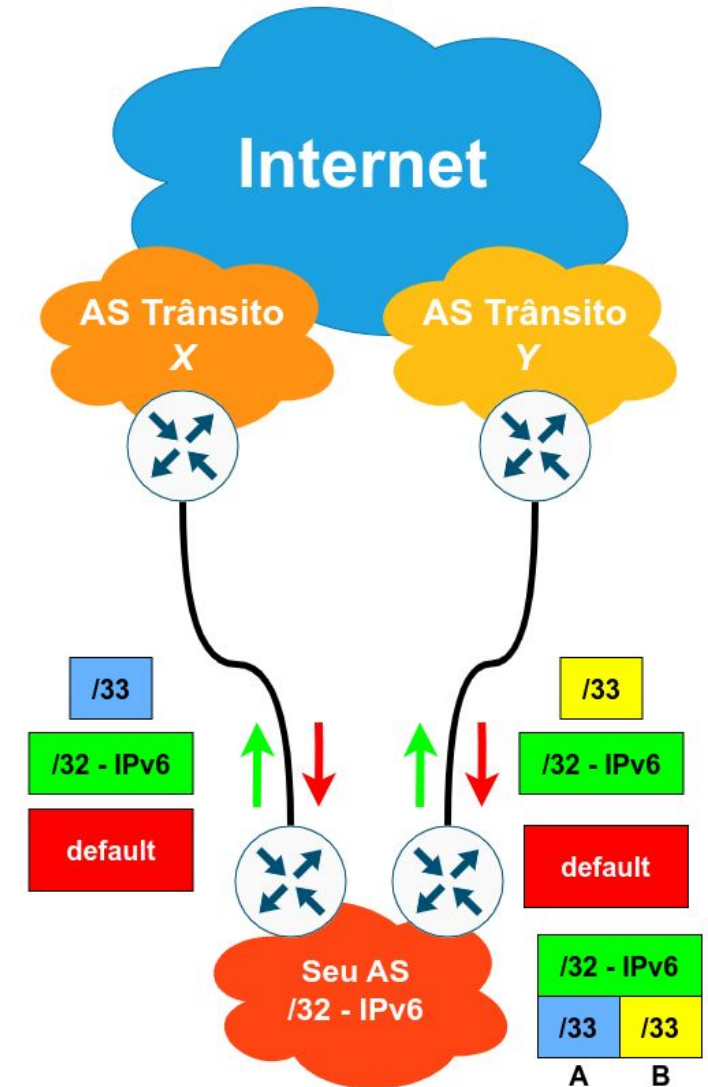 Internet
AS Trânsito
X
AS Trânsito
Y
/33
/32 - IPv6
default
/33
/32 - IPv6
default
Seu AS
/32 - IPv6
/32 - IPv6
/33 /33
A B